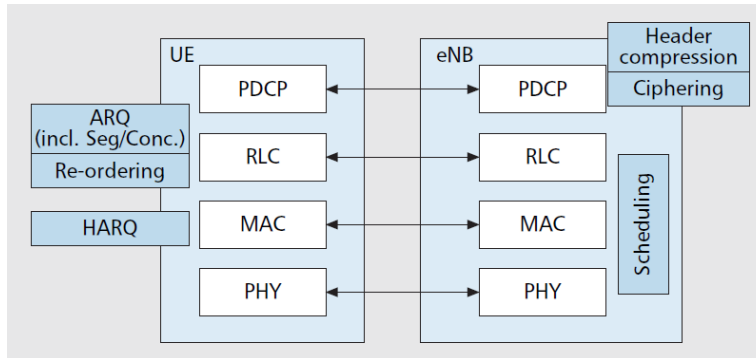 UE
eNB
Header
compression
Ciphering
PDCP
PDCP
ARQ
(incl. Seg/Conc.)
Re-ordering
RLC
RLC
HARQ
MAC
MAC
Scheduling
PHY
PHY